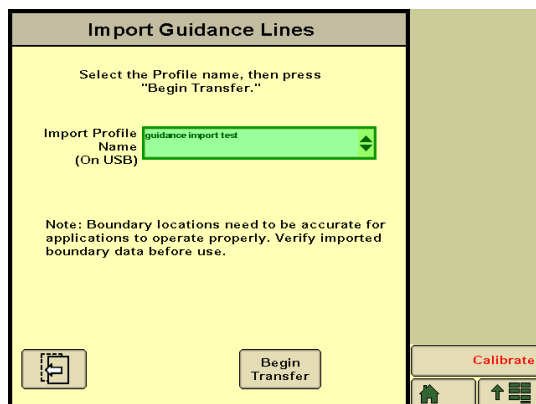 Import Guidance Lines
Select the Profile name, then press
"Begin Transfer."
Import Profile
Name
(On USB)
guidance import test
Note: Boundary locations need to be accurate for
applications to operate properly. Verify imported
boundary data before use.
Begin
Transfer
Calibrate